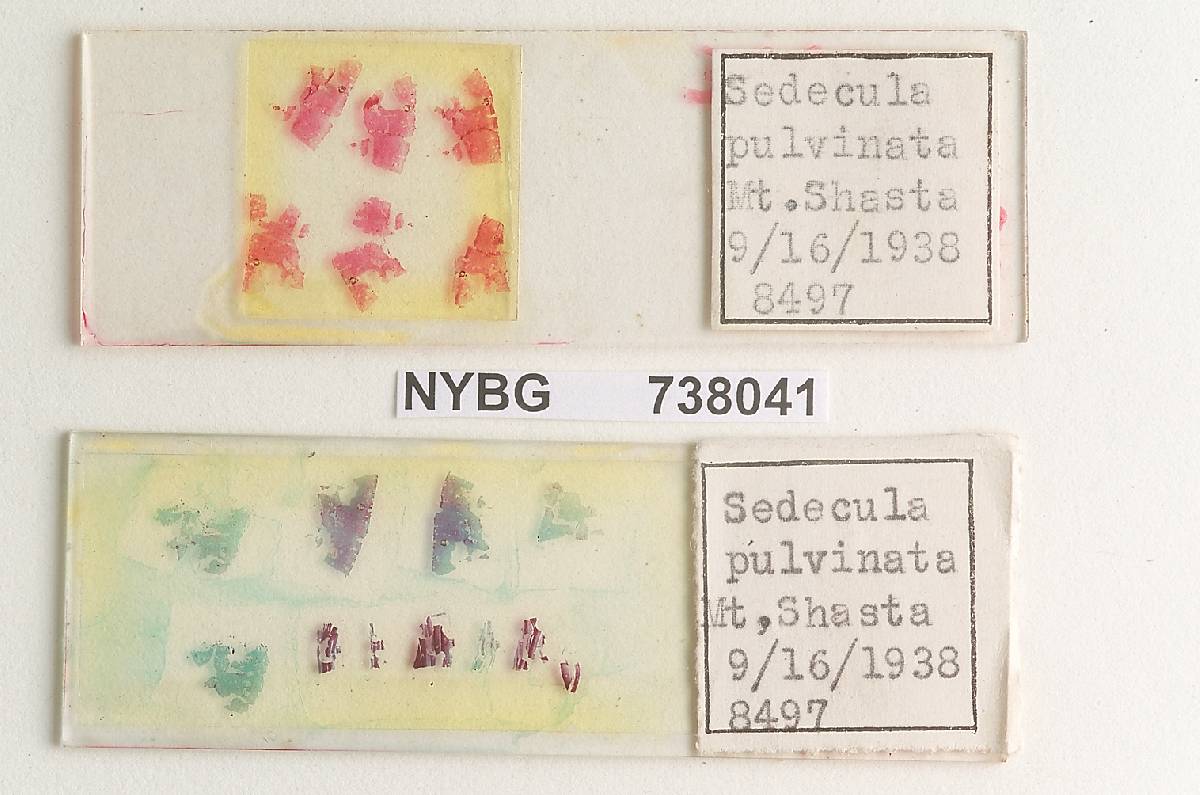 Sedecula
pulvinata
Mt.Shasta
9/16/1938
8497
NYBG 738041
Sedecula
pulvinata
Mt,Shasta
9/16/1938
8497